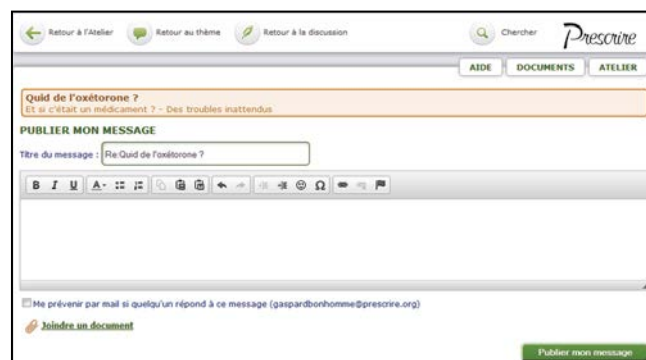 Retour à l'Atelier Retour au thème Retour à la discussion Chercher Prescrire
AIDE DOCUMENTS ATELIER
Quid de l'oxétorone ?
Et si c'était un médicament ? - Des troubles inattendus
PUBLIER MON MESSAGE
Titre du message : Re:Quid de l'oxétorone ?
B I U A Ω
Me prévenir par mail si quelqu'un répond à ce message (gaspardbonhomme@prescrire.org)
Joindre un document
Publier mon message